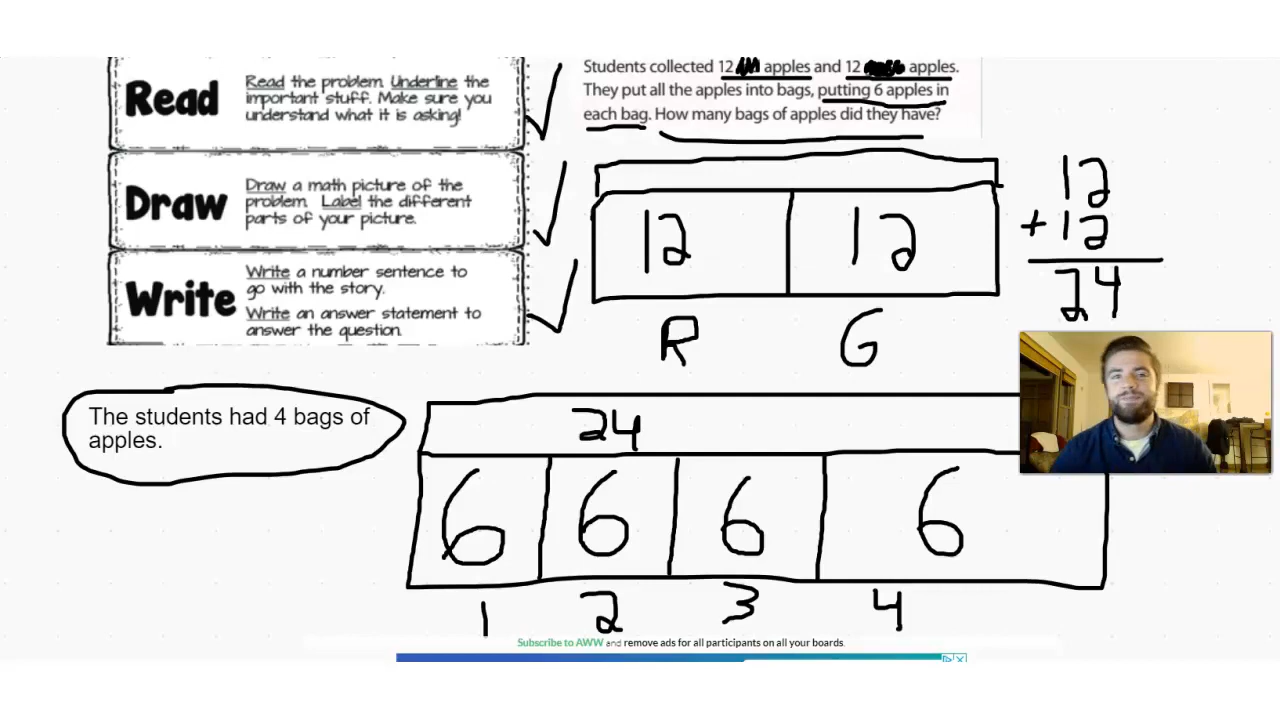 Read
Read the problem. Underline the
important stuff. Make sure you
understand what it is asking!
Draw
Draw a math picture of the
problem. Label the different
parts of your picture.
Write
Write a number sentence to
go with the story.
Write an answer statement to
answer the question.
Students collected 12 apples and 12 apples.
They put all the apples into bags, putting 6 apples in
each bag. How many bags of apples did they have?
12 12
R G
12
+ 12
24
The students had 4 bags of
apples.
24
6 6 6 6
1 2 3 4
Subscribe to AWW and remove ads for all participants on all your boards.